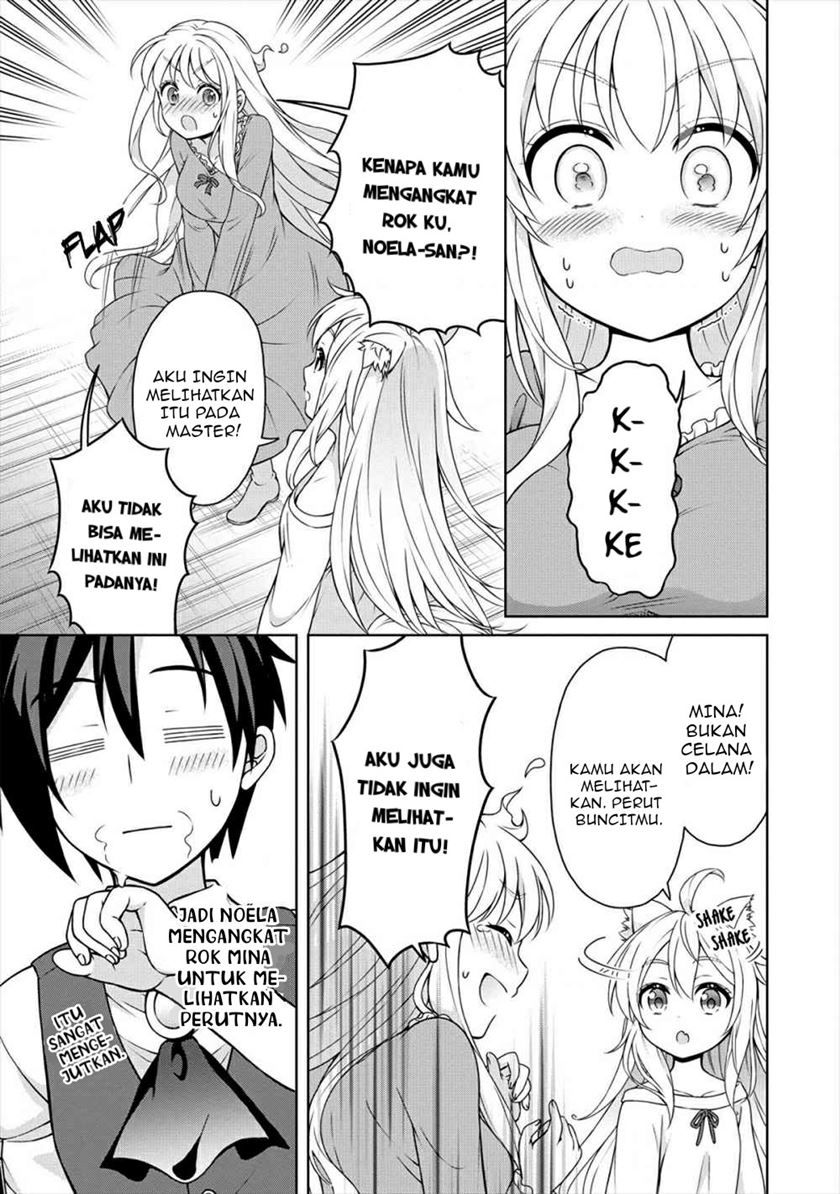 K-
K-
K-
KE
KENAPA KAMU
MENGANGKAT
ROK KU,
NOELA-SAN?!
FLAP
AKU INGIN
MELIHATKAN
ITU PADA
MASTER!
AKU TIDAK
BISA ME-
LIHATKAN INI
PADANYA!
MINA!
BUKAN
CELANA
DALAM!
KAMU AKAN
MELIHAT-
KAN. PERUT
BUNCITMU.
SHAKE
SHAKE
AKU JUGA
TIDAK INGIN
MELIHAT-
KAN ITU!
JADI NOËLA
MENGANGKAT
ROK MINA
UNTUK ME-
LIHATKAN
PERUTNYA.
ITU
SANGAT
MENGE-
JUTKAN.